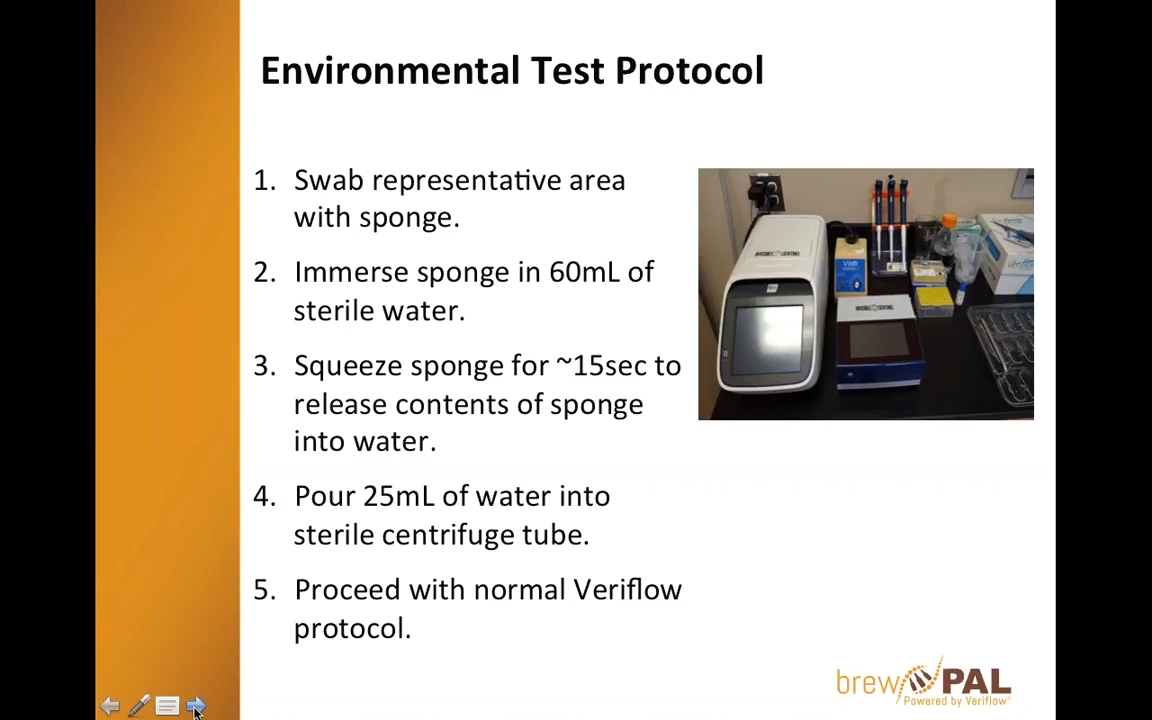 Environmental Test Protocol
1. Swab representative area
with sponge.
2. Immerse sponge in 60mL of
sterile water.
3. Squeeze sponge for ~15sec to
release contents of sponge
into water.
4. Pour 25mL of water into
sterile centrifuge tube.
5. Proceed with normal Veriflow
protocol.
brewPAL
Powered by Veriflow®